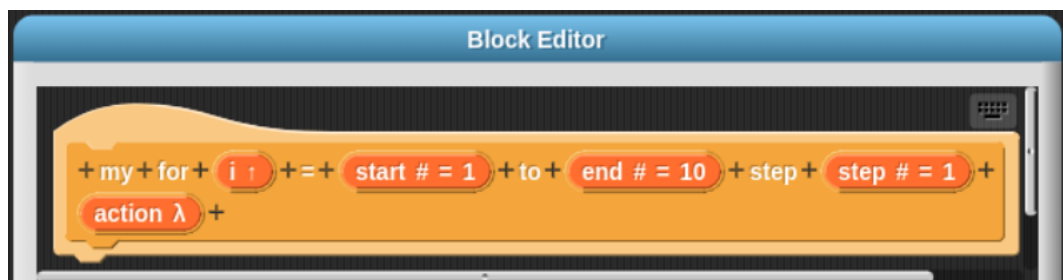 Block Editor
+ my + for + i ↑ + = + start # = 1 + to + end # = 10 + step + step # = 1 +
action λ +